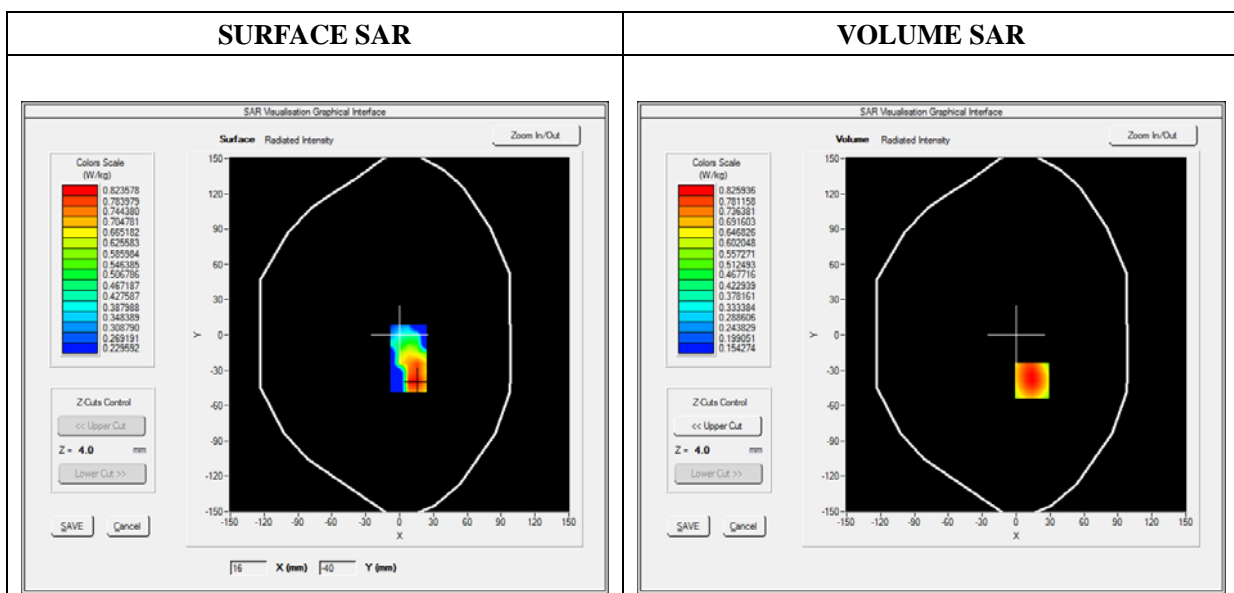 SURFACE SAR
VOLUME SAR
SAR Visualisation Graphical Interface
Surface Radiated Intensity
Zoom In/Out
Colors Scale
(W/kg)
0.823578
0.783979
0.744380
0.704781
0.665182
0.625583
0.585984
0.546385
0.506786
0.467187
0.427587
0.387988
0.348389
0.308790
0.269191
0.229592
Z-Cuts Control
<< Upper Cut
Z = 4.0 mm
Lower Cut >>
SAVE Cancel
150
120
90
60
30
0
-30
-60
-90
-120
-150
Y
-150 -120 -90 -60 -30 0 30 60 90 120 150
X
16 X (mm) -40 Y (mm)
SAR Visualisation Graphical Interface
Volume Radiated Intensity
Zoom In/Out
Colors Scale
(W/kg)
0.825936
0.781158
0.736381
0.691603
0.646826
0.602048
0.557271
0.512493
0.467716
0.422939
0.378161
0.333384
0.288606
0.243829
0.199051
0.154274
Z-Cuts Control
<< Upper Cut
Z = 4.0 mm
Lower Cut >>
SAVE Cancel
150
120
90
60
30
0
-30
-60
-90
-120
-150
Y
-150 -120 -90 -60 -30 0 30 60 90 120 150
X